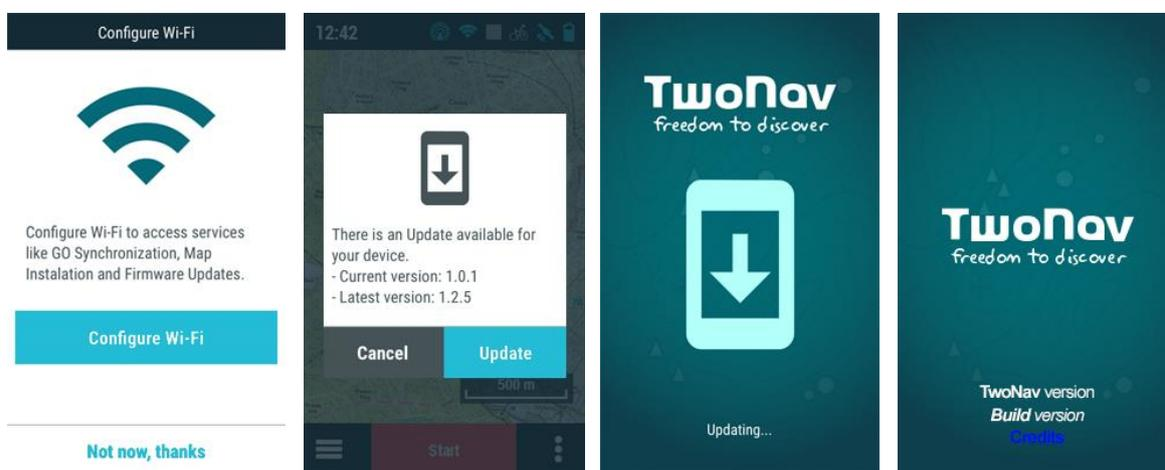 Configure Wi-Fi
Configure Wi-Fi to access services
like GO Synchronization, Map
Instalation and Firmware Updates.
Configure Wi-Fi
Not now, thanks
12:42
There is an Update available for
your device.
- Current version: 1.0.1
- Latest version: 1.2.5
Cancel
Update
500 m
Start
TwoNav
freedom to discover
Updating...
TwoNav
freedom to discover
TwoNav version
Build version
Credits